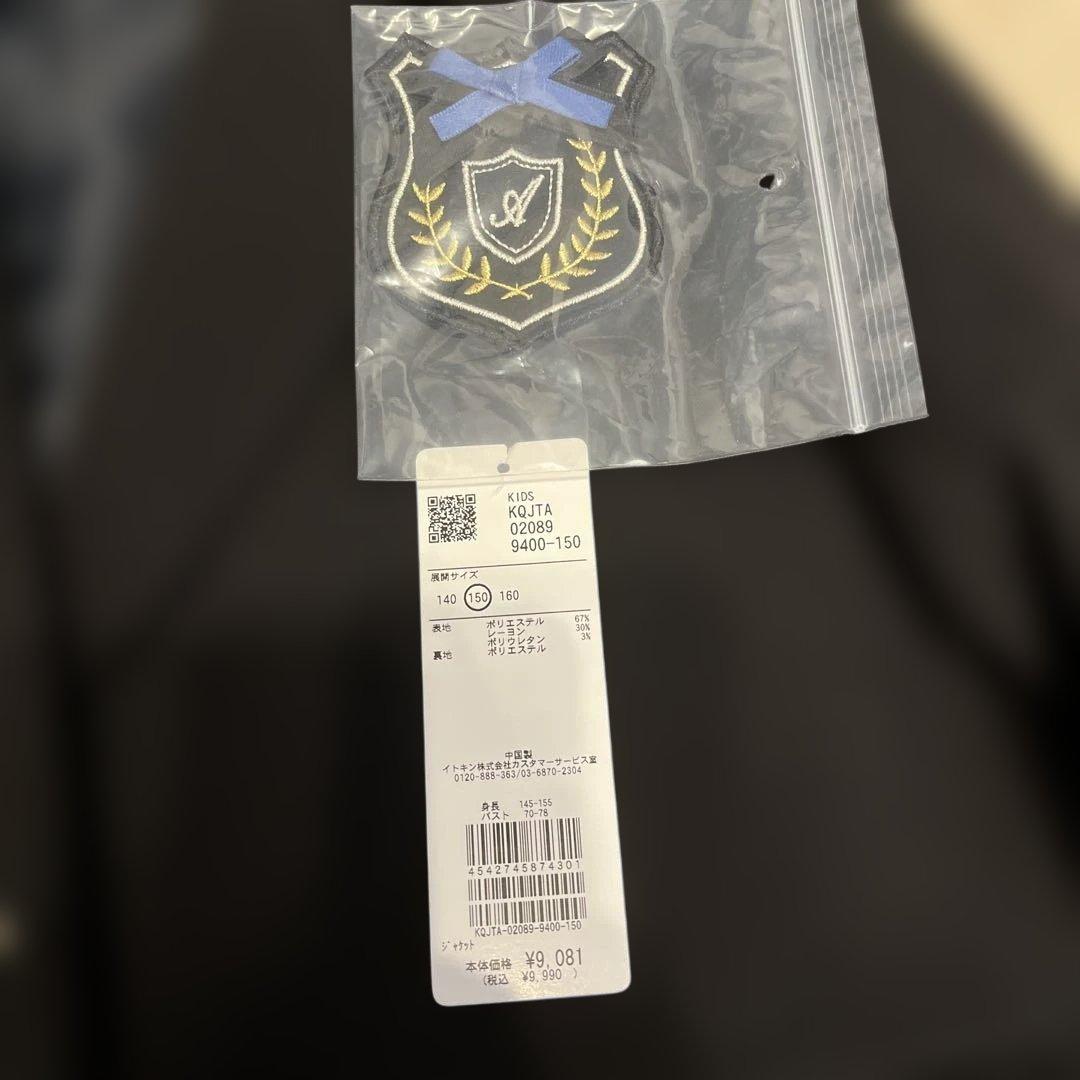 A
KIDS
KQJTA
02089
9400-150
展開サイズ
140 150 160
表地 ポリエステル 67%
レーヨン 30%
ポリウレタン 3%
裏地 ポリエステル
中国製
イトキン株式会社カスタマーサービス室
0120-888-363/03-6870-2304
身長 145-155
バスト 70-78
4542745874301
KQJTA-02089-9400-150
ジャケット
本体価格 ¥9,081
(税込 ¥9,990 )